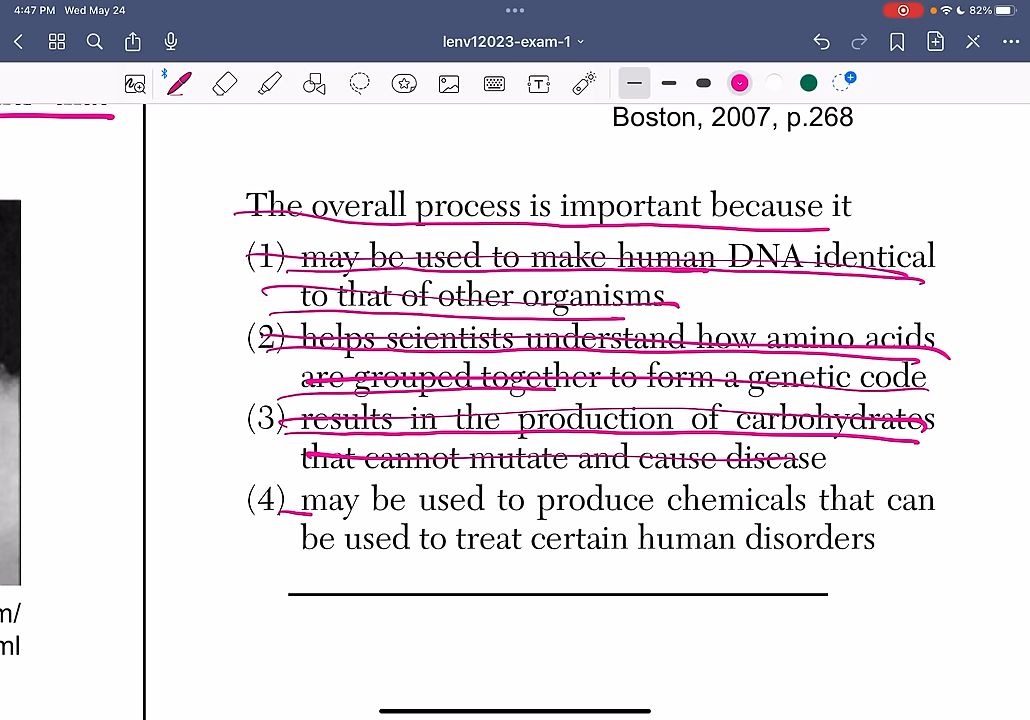 4:47 PM Wed May 24
82%
lenv12023-exam-1
T
Boston, 2007, p.268
The overall process is important because it
(1) may be used to make human DNA identical
to that of other organisms
(2) helps scientists understand how amino acids
are grouped together to form a genetic code
(3) results in the production of carbohydrates
that cannot mutate and cause disease
(4) may be used to produce chemicals that can
be used to treat certain human disorders
m/
ml